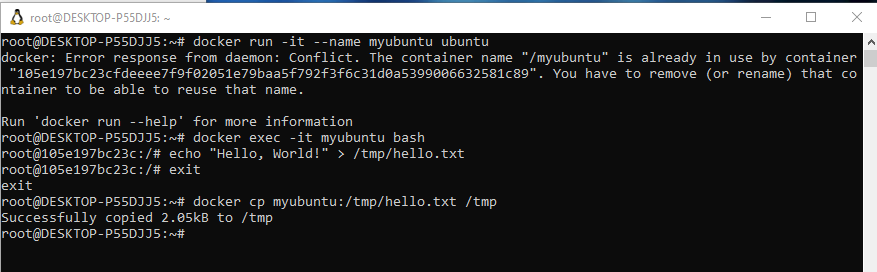 root@DESKTOP-P55DJJ5: ~
root@DESKTOP-P55DJJ5:~# docker run -it --name myubuntu ubuntu
docker: Error response from daemon: Conflict. The container name "/myubuntu" is already in use by container
"105e197bc23cfdeeee7f9f02051e79baa5f792f3f6c31d0a5399006632581c89". You have to remove (or rename) that co
ntainer to be able to reuse that name.
Run 'docker run --help' for more information
root@DESKTOP-P55DJJ5:~# docker exec -it myubuntu bash
root@105e197bc23c:/# echo "Hello, World!" > /tmp/hello.txt
root@105e197bc23c:/# exit
exit
root@DESKTOP-P55DJJ5:~# docker cp myubuntu:/tmp/hello.txt /tmp
Successfully copied 2.05kB to /tmp
root@DESKTOP-P55DJJ5:~#